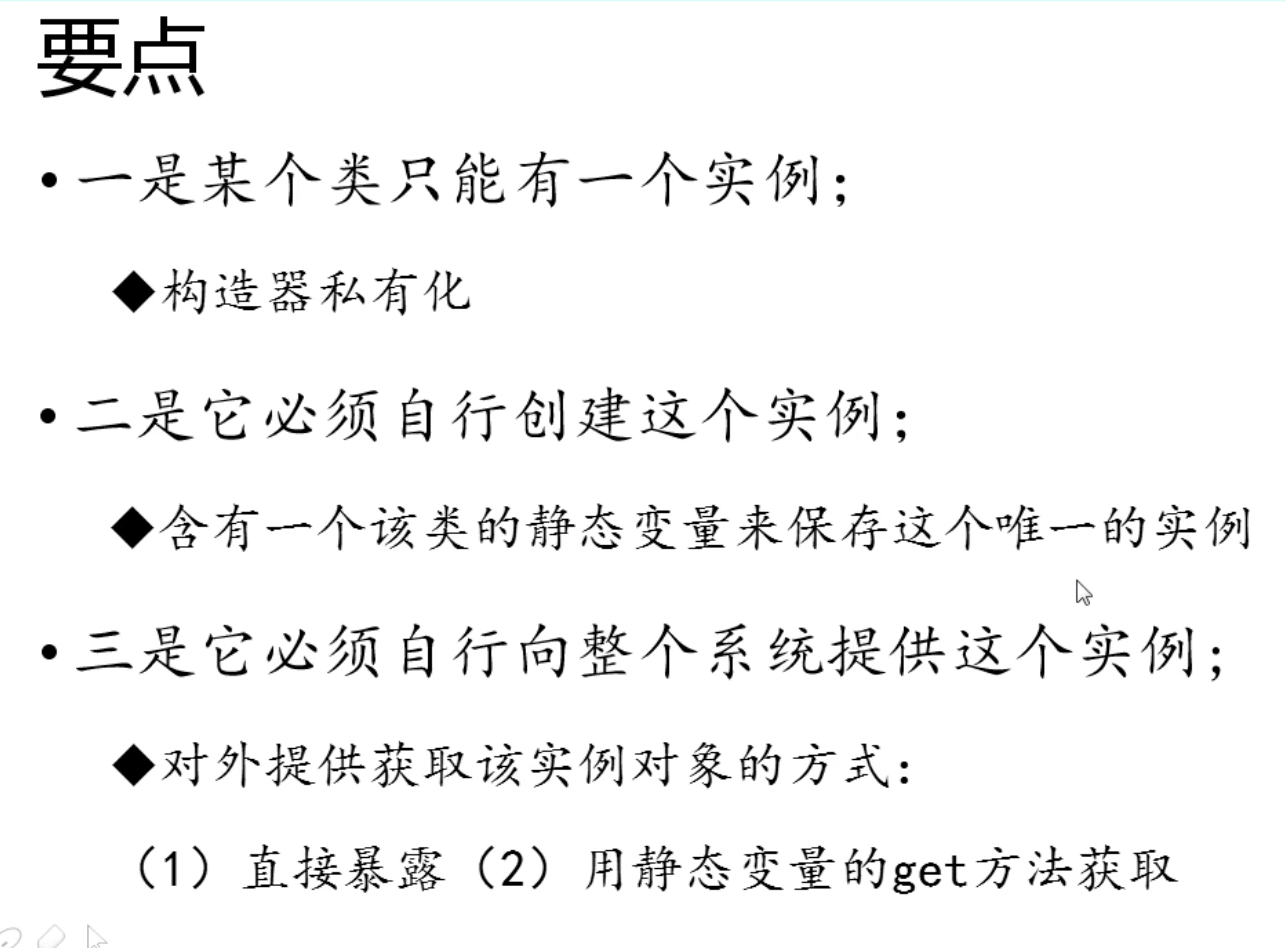 要点
•一是某个类只能有一个实例；
◆构造器私有化
•二是它必须自行创建这个实例；
◆含有一个该类的静态变量来保存这个唯一的实例
•三是它必须自行向整个系统提供这个实例；
◆对外提供获取该实例对象的方式：
（1）直接暴露（2）用静态变量的get方法获取